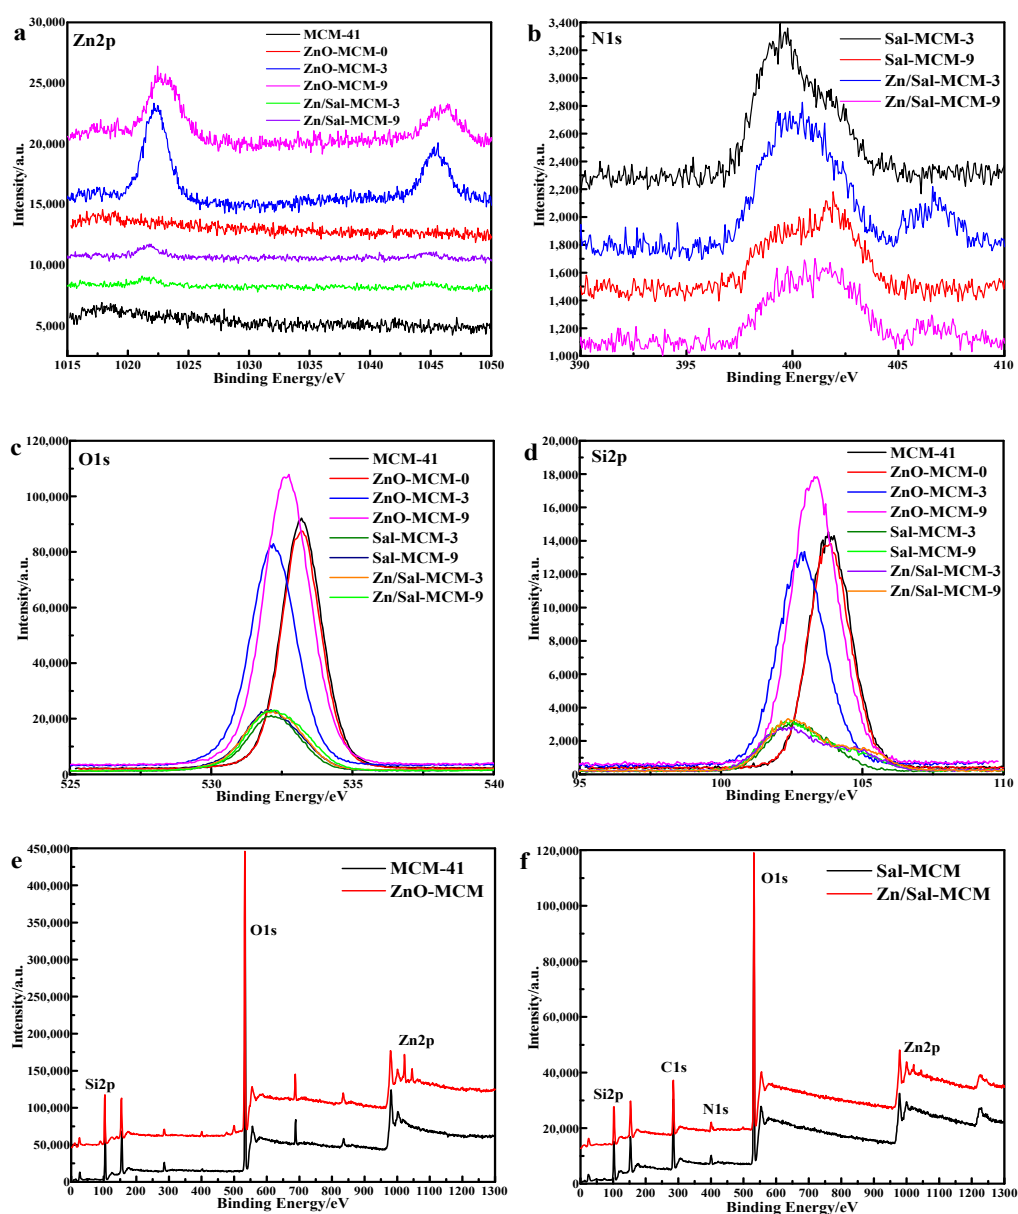 a
Zn2p
MCM-41
ZnO-MCM-0
ZnO-MCM-3
ZnO-MCM-9
Zn/Sal-MCM-3
Zn/Sal-MCM-9
30,000
25,000
20,000
15,000
10,000
5,000
Intensity/a.u.
1015 1020 1025 1030 1035 1040 1045 1050
Binding Energy/eV
b
N1s
Sal-MCM-3
Sal-MCM-9
Zn/Sal-MCM-3
Zn/Sal-MCM-9
3,400
3,200
3,000
2,800
2,600
2,400
2,200
2,000
1,800
1,600
1,400
1,200
1,000
Intensity/a.u.
390 395 400 405 410
Binding Energy/eV
c
O1s
MCM-41
ZnO-MCM-0
ZnO-MCM-3
ZnO-MCM-9
Sal-MCM-3
Sal-MCM-9
Zn/Sal-MCM-3
Zn/Sal-MCM-9
120,000
100,000
80,000
60,000
40,000
20,000
0
Intensity/a.u.
525 530 535 540
Binding Energy/eV
d
Si2p
MCM-41
ZnO-MCM-0
ZnO-MCM-3
ZnO-MCM-9
Sal-MCM-3
Sal-MCM-9
Zn/Sal-MCM-3
Zn/Sal-MCM-9
20,000
18,000
16,000
14,000
12,000
10,000
8,000
6,000
4,000
2,000
0
Intensity/a.u.
95 100 105 110
Binding Energy/eV
e
MCM-41
ZnO-MCM
O1s
Zn2p
Si2p
450,000
400,000
350,000
300,000
250,000
200,000
150,000
100,000
50,000
0
Intensity/a.u.
0 100 200 300 400 500 600 700 800 900 1000 1100 1200 1300
Binding Energy/eV
f
Sal-MCM
Zn/Sal-MCM
O1s
Zn2p
C1s
Si2p
N1s
120,000
100,000
80,000
60,000
40,000
20,000
0
Intensity/a.u.
0 100 200 300 400 500 600 700 800 900 1000 1100 1200 1300
Binding Energy/eV